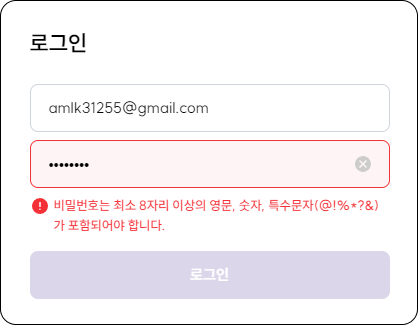 로그인
amlk31255@gmail.com
••••••••
비밀번호는 최소 8자리 이상의 영문, 숫자, 특수문자(@!%*?&)
가 포함되어야 합니다.
로그인